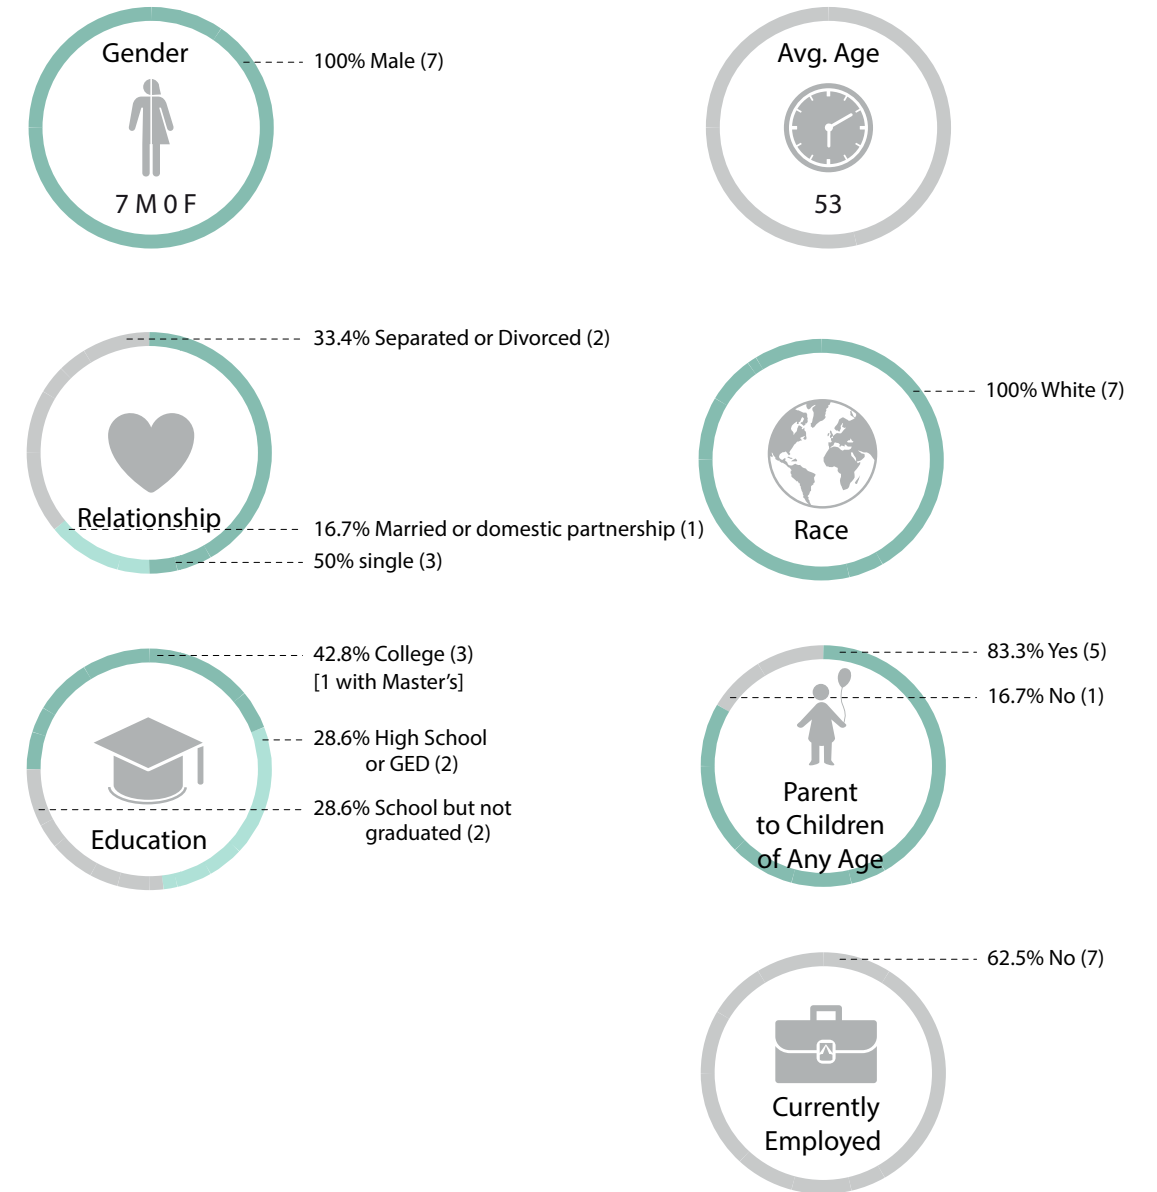 Gender
100% Male (7)
7 M 0 F
Avg. Age
53
33.4% Separated or Divorced (2)
Relationship
16.7% Married or domestic partnership (1)
50% single (3)
100% White (7)
Race
42.8% College (3)
[1 with Master's]
28.6% High School
or GED (2)
28.6% School but not
graduated (2)
Education
83.3% Yes (5)
16.7% No (1)
Parent
to Children
of Any Age
62.5% No (7)
Currently
Employed